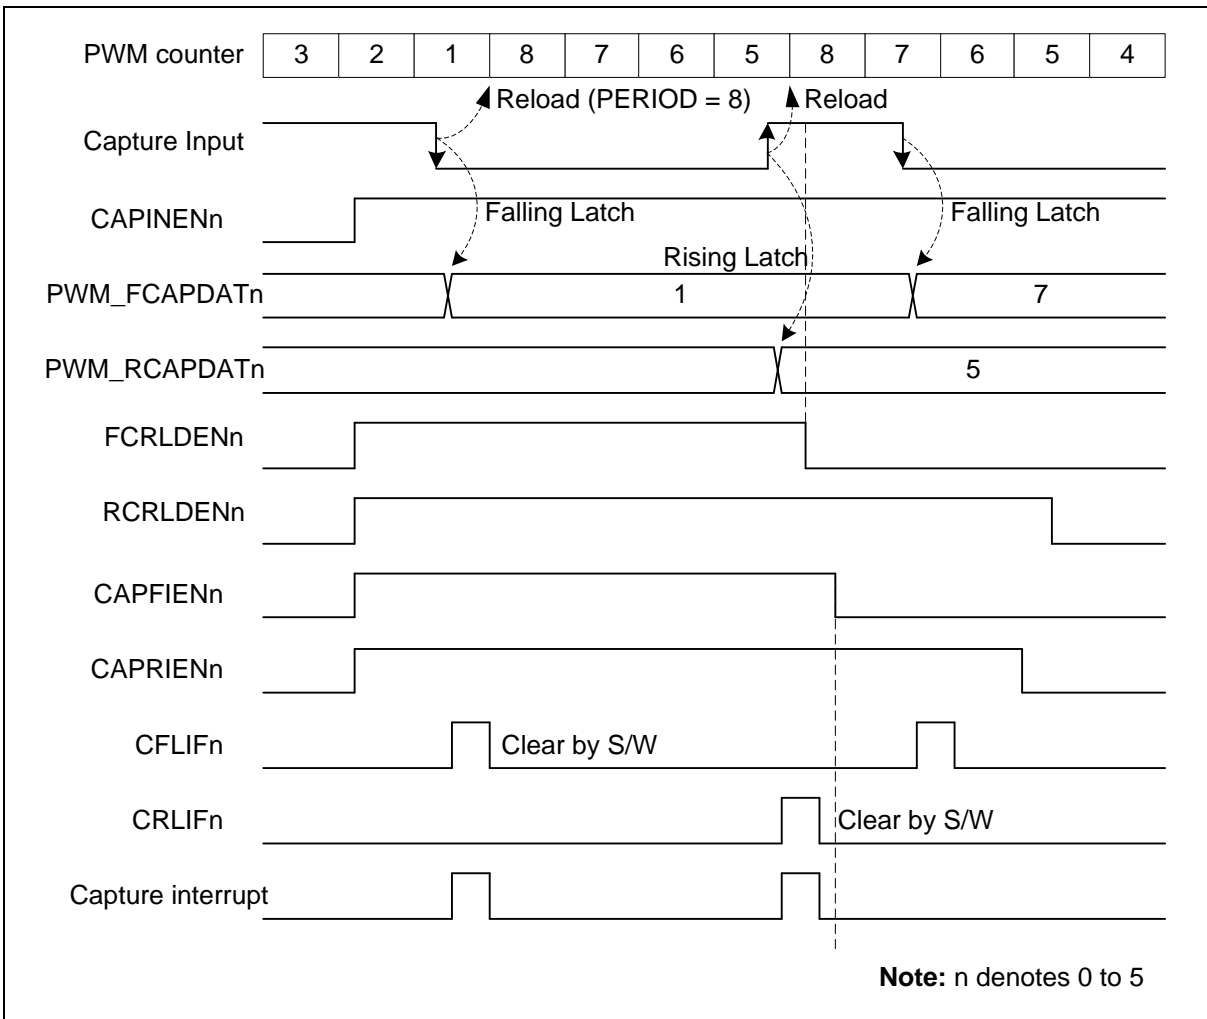 PWM counter 3 2 1 8 7 6 5 8 7 6 5 4
Reload (PERIOD = 8) Reload
Capture Input
CAPINENn Falling Latch Falling Latch
Rising Latch
PWM_FCAPDATn 1 7
PWM_RCAPDATn 5
FCRLDENn
RCRLDENn
CAPFIENn
CAPRIENn
CFLIFn Clear by S/W
CRLIFn Clear by S/W
Capture interrupt
Note: n denotes 0 to 5